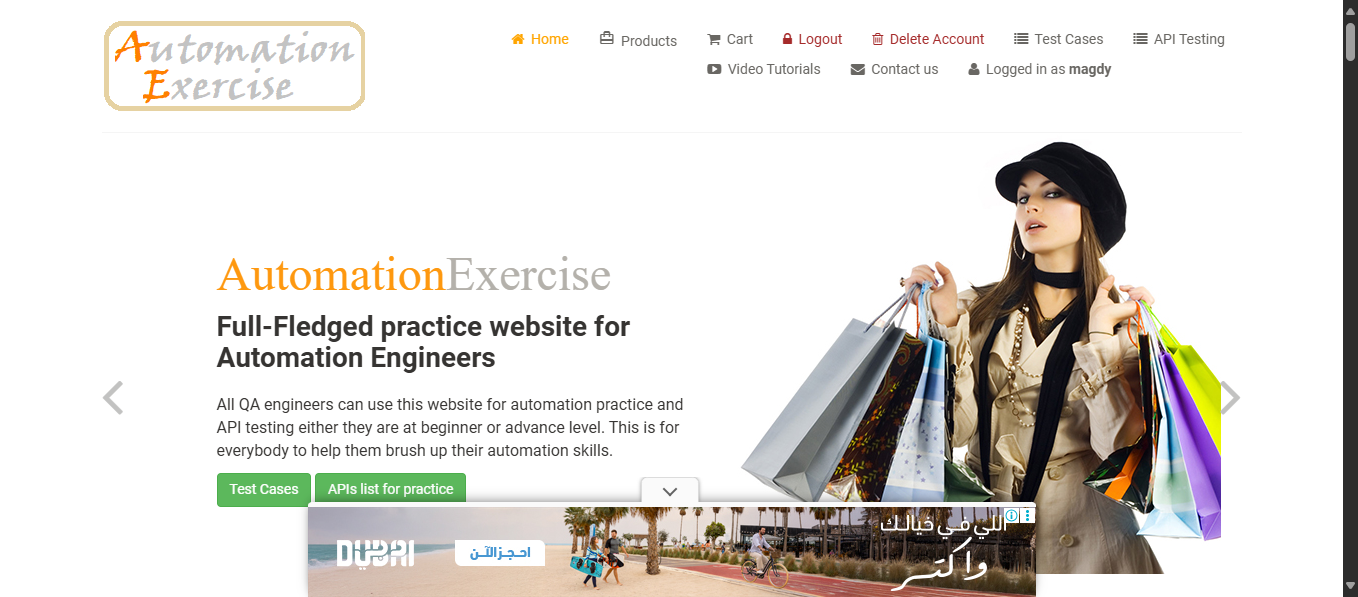 Automation
Exercise
Home Products Cart Logout Delete Account Test Cases API Testing
Video Tutorials Contact us Logged in as magdy
AutomationExercise
Full-Fledged practice website for
Automation Engineers
All QA engineers can use this website for automation practice and
API testing either they are at beginner or advance level. This is for
everybody to help them brush up their automation skills.
Test Cases APIs list for practice
اللي في خيالك
واكتر
احجز الآن
DUBAI